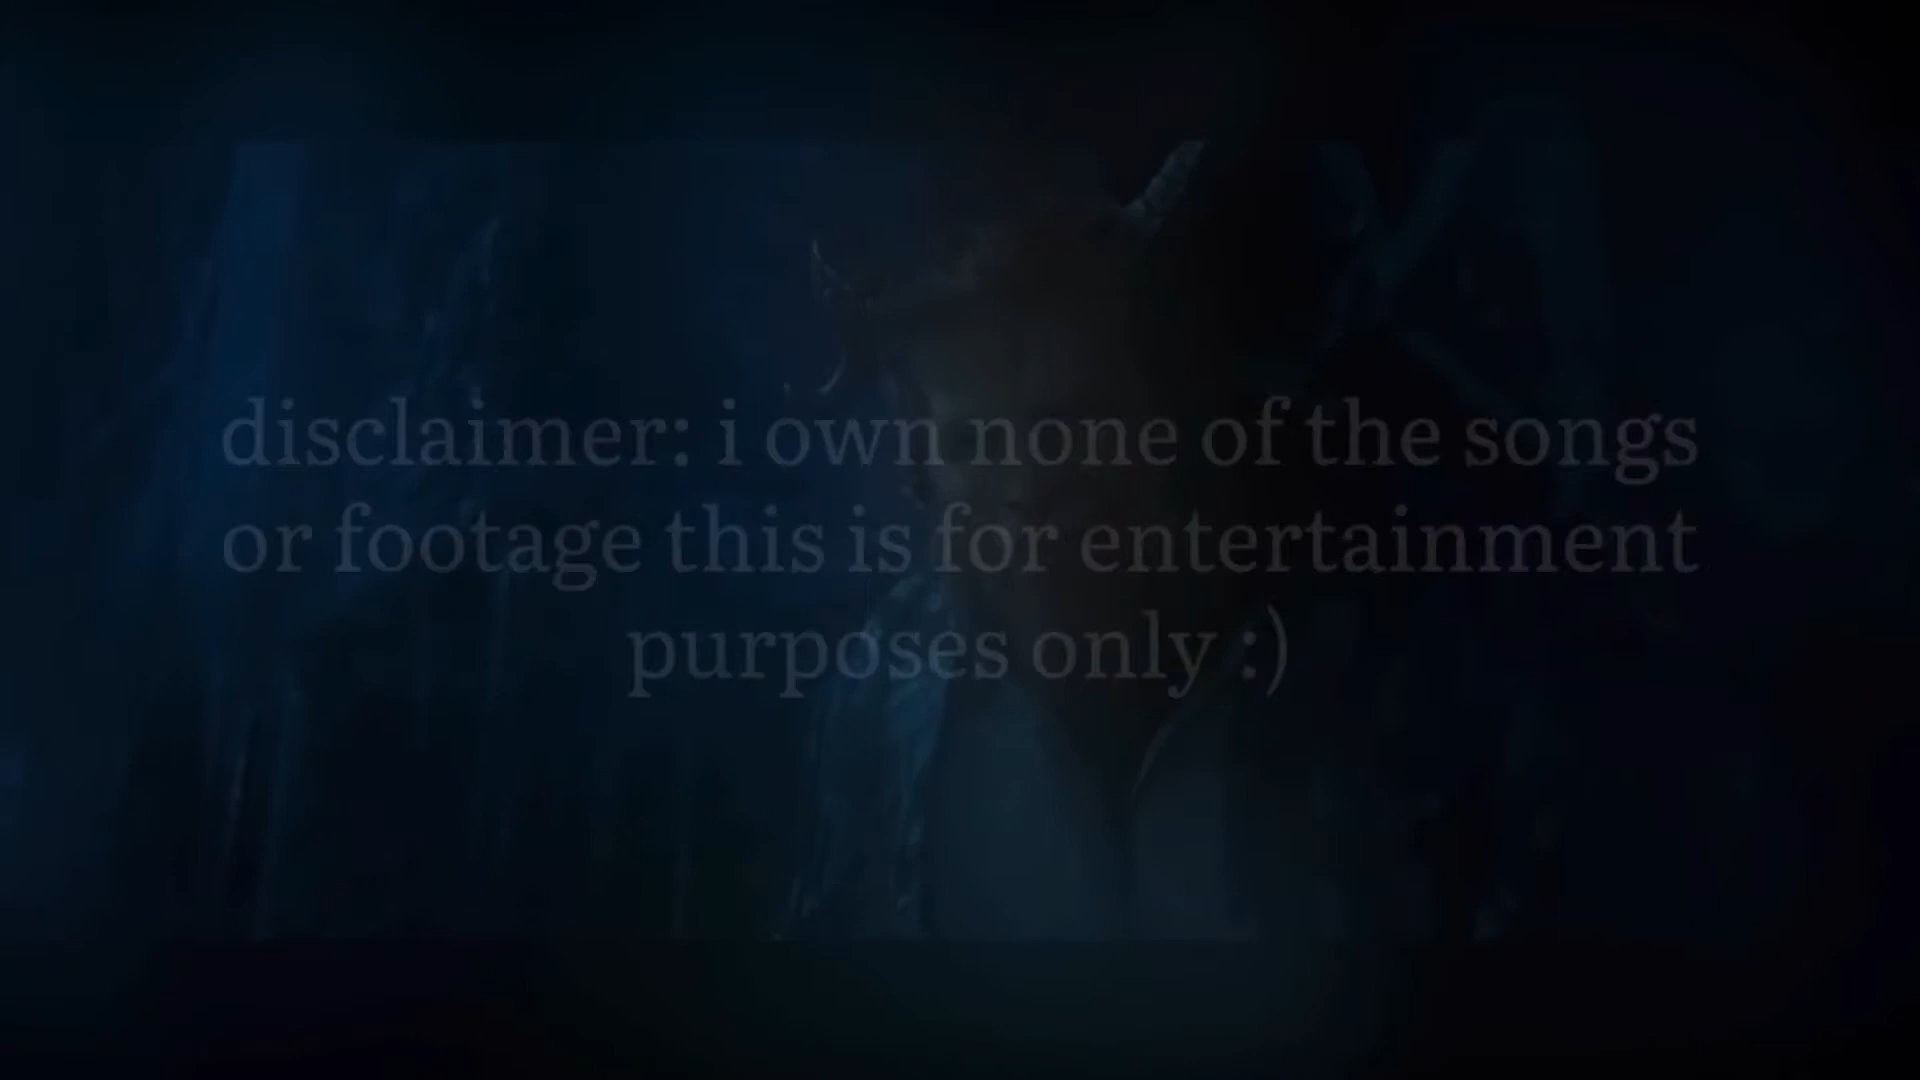 disclaimer: i own none of the songs
or footage this is for entertainment
purposes only :)